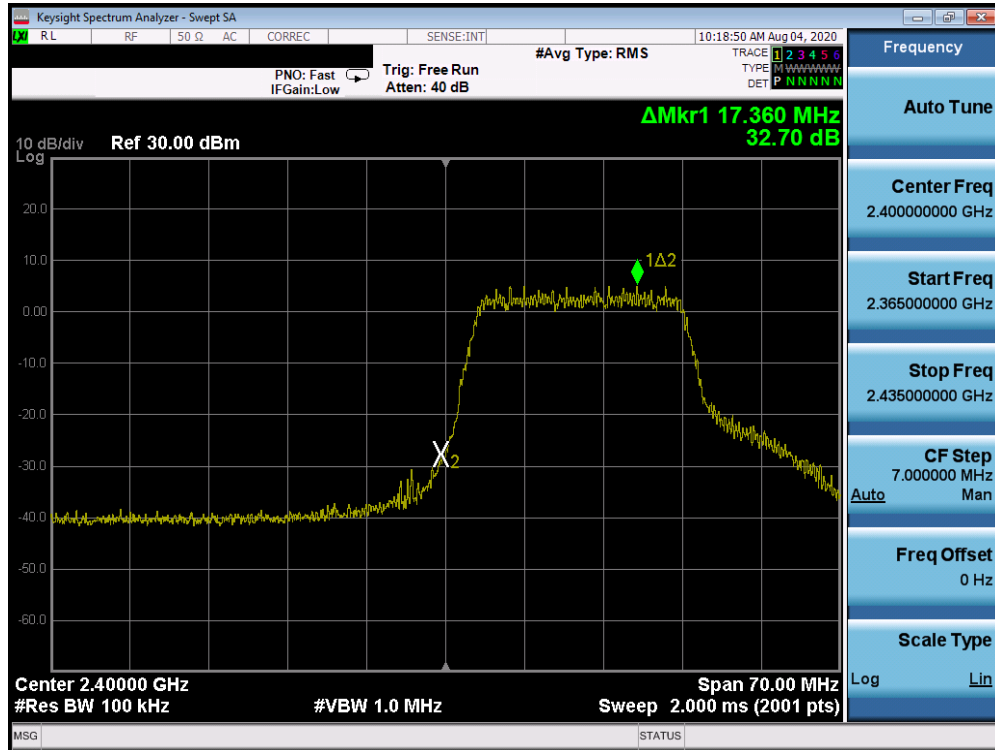 Keysight Spectrum Analyzer - Swept SA
LXI RL RF 50 Ω AC CORREC SENSE:INT 10:18:50 AM Aug 04, 2020
#Avg Type: RMS
TRACE 1 2 3 4 5 6
TYPE M WWWWW
DET P N N N N N
PNO: Fast Trig: Free Run
IFGain:Low Atten: 40 dB
ΔMkr1 17.360 MHz
32.70 dB
10 dB/div Ref 30.00 dBm
Log
20.0
10.0
0.00
-10.0
-20.0
-30.0
-40.0
-50.0
-60.0
1Δ2
X2
Center 2.40000 GHz Span 70.00 MHz
#Res BW 100 kHz #VBW 1.0 MHz Sweep 2.000 ms (2001 pts)
MSG STATUS
Frequency
Auto Tune
Center Freq
2.400000000 GHz
Start Freq
2.365000000 GHz
Stop Freq
2.435000000 GHz
CF Step
7.000000 MHz
Auto Man
Freq Offset
0 Hz
Scale Type
Log Lin